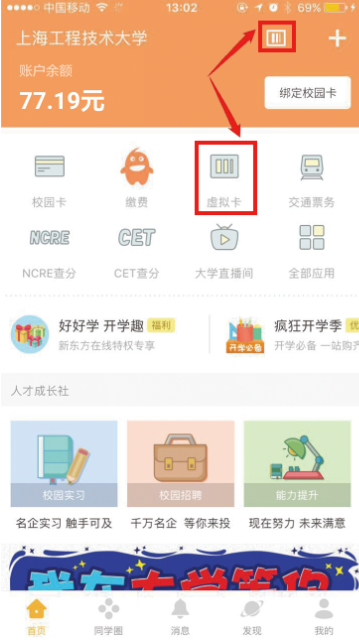 中国移动 13:02 69%
上海工程技术大学
账户余额
77.19元
绑定校园卡
校园卡 缴费 虚拟卡 交通票务
NCRE CET
NCRE查分 CET查分 大学直播间 全部应用
好好学 开学趣 福利 疯狂开学季
新东方在线特权专享 开学必备 一站购齐
开学必备
人才成长社
校园实习 校园招聘 能力提升
名企实习 触手可及 千万名企 等你来投 现在努力 未来满意
我在大学等你
首页 同学圈 消息 发现 我的